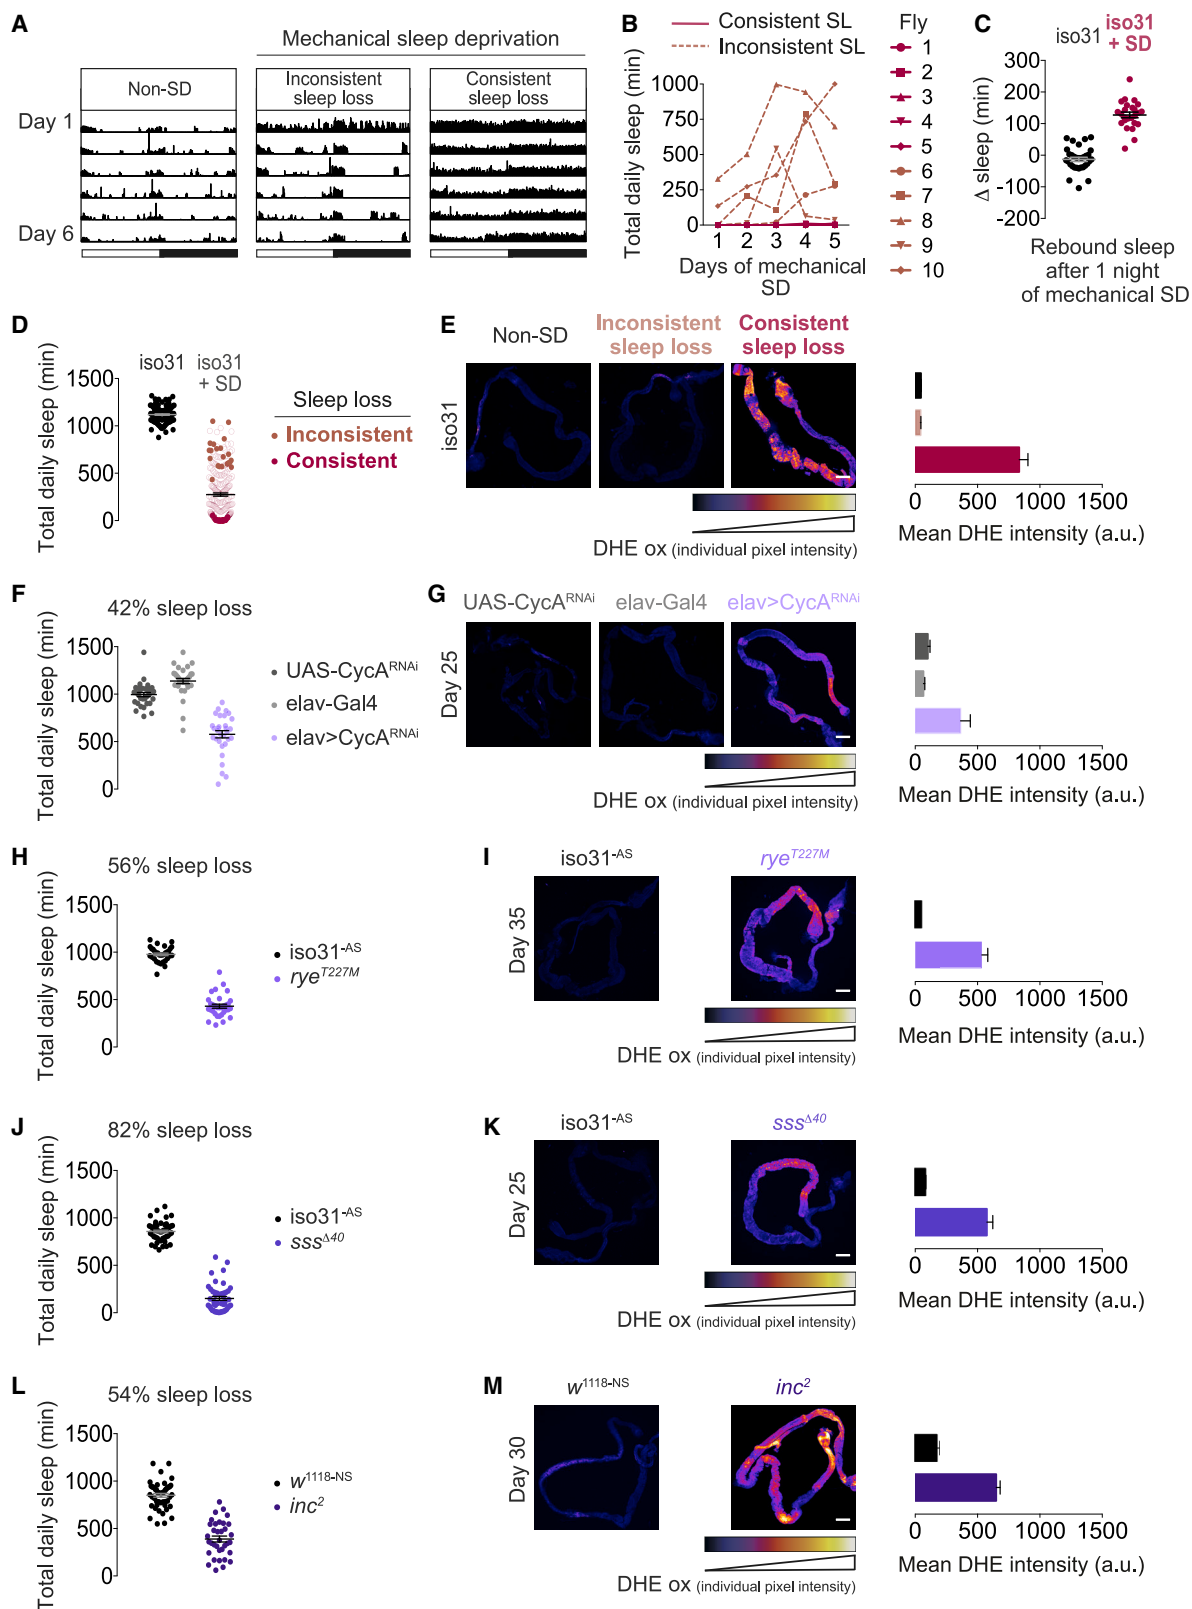 A
Mechanical sleep deprivation
Non-SD
Inconsistent
sleep loss
Consistent
sleep loss
Day 1
Day 6
B
Consistent SL
Inconsistent SL
Total daily sleep (min)
1000
750
500
250
0
1 2 3 4 5
Days of mechanical
SD
Fly
1
2
3
4
5
6
7
8
9
10
C
iso31
iso31
+ SD
Δ sleep (min)
300
200
100
0
-100
-200
Rebound sleep
after 1 night
of mechanical SD
D
iso31
iso31
+ SD
Total daily sleep (min)
1500
1000
500
0
Sleep loss
Inconsistent
Consistent
E
Non-SD
Inconsistent
sleep loss
Consistent
sleep loss
iso31
DHE ox (individual pixel intensity)
0 500 1000 1500
Mean DHE intensity (a.u.)
F
42% sleep loss
Total daily sleep (min)
1500
1000
500
0
UAS-CycA^RNAi
elav-Gal4
elav>CycA^RNAi
G
UAS-CycA^RNAi
elav-Gal4
elav>CycA^RNAi
Day 25
DHE ox (individual pixel intensity)
0 500 1000 1500
Mean DHE intensity (a.u.)
H
56% sleep loss
Total daily sleep (min)
1500
1000
500
0
iso31^-AS
rye^T227M
I
iso31^-AS
rye^T227M
Day 35
DHE ox (individual pixel intensity)
0 500 1000 1500
Mean DHE intensity (a.u.)
J
82% sleep loss
Total daily sleep (min)
1500
1000
500
0
iso31^-AS
sss^Δ40
K
iso31^-AS
sss^Δ40
Day 25
DHE ox (individual pixel intensity)
0 500 1000 1500
Mean DHE intensity (a.u.)
L
54% sleep loss
Total daily sleep (min)
1500
1000
500
0
w^1118-NS
inc²
M
w^1118-NS
inc²
Day 30
DHE ox (individual pixel intensity)
0 500 1000 1500
Mean DHE intensity (a.u.)